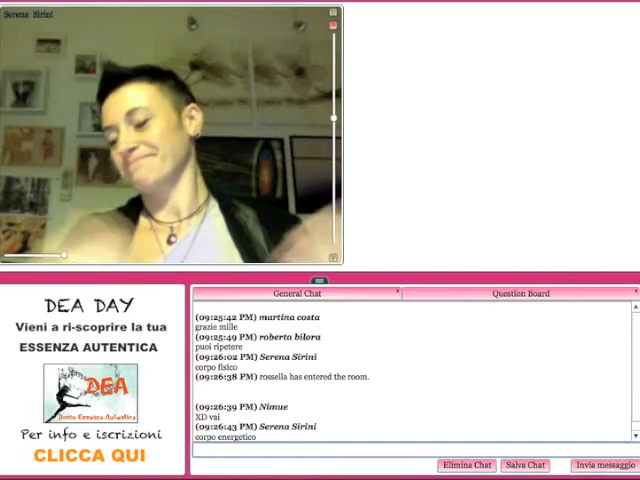 Serena Sirini
DEA DAY
Vieni a ri-scoprire la tua
ESSENZA AUTENTICA
DEA
Donna Essenza Autentica
Per info e iscrizioni
CLICCA QUI
General Chat x
Question Board x
(09:25:42 PM) martina costa
grazie mille
(09:25:49 PM) roberta bilora
puoi ripetere
(09:26:02 PM) Serena Sirini
corpo fisico
(09:26:38 PM) rossella has entered the room.
(09:26:39 PM) Nimue
XD vai
(09:26:43 PM) Serena Sirini
corpo energetico
Elimina Chat
Salva Chat
Invia messaggio